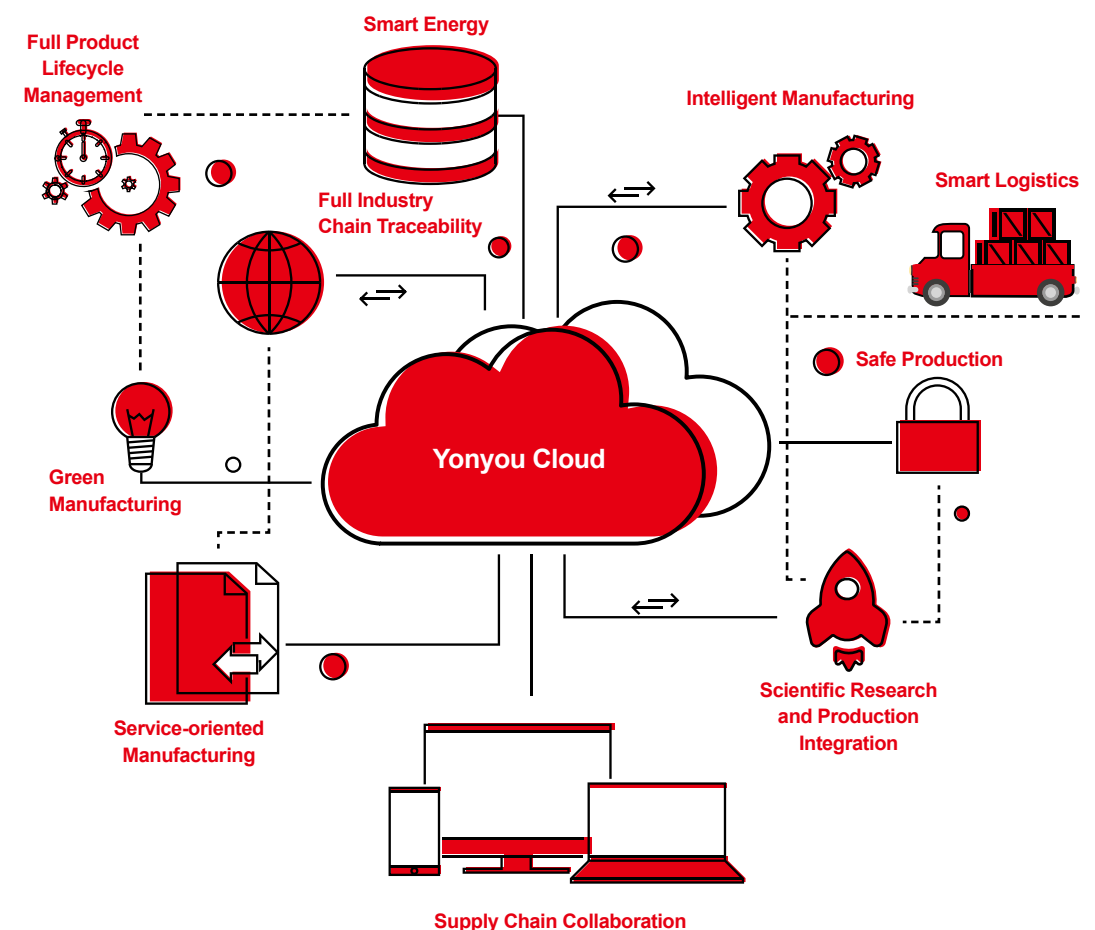 Smart Energy
Full Product
Lifecycle
Management
Intelligent Manufacturing
Smart Logistics
Full Industry
Chain Traceability
Safe Production
Yonyou Cloud
Green
Manufacturing
Scientific Research
and Production
Integration
Service-oriented
Manufacturing
Supply Chain Collaboration